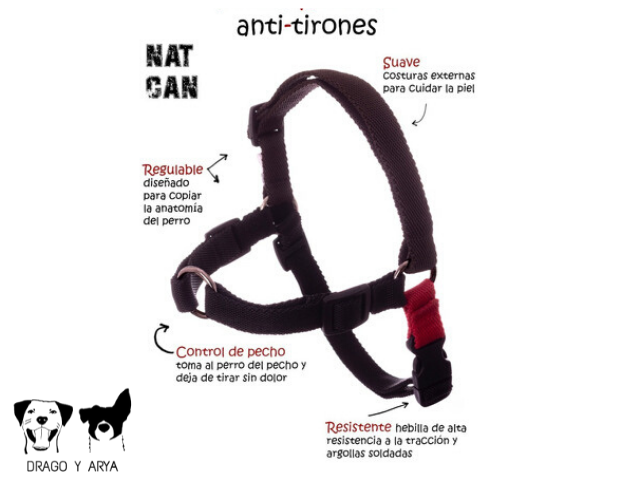 anti-tirones
NAT
CAN
Suave
costuras externas
para cuidar la piel
Regulable
diseñado
para copiar
la anatomía
del perro
Control de pecho
toma al perro del pecho y
deja de tirar sin dolor
Resistente hebilla de alta
resistencia a la tracción y
argollas soldadas
DRAGO Y ARYA